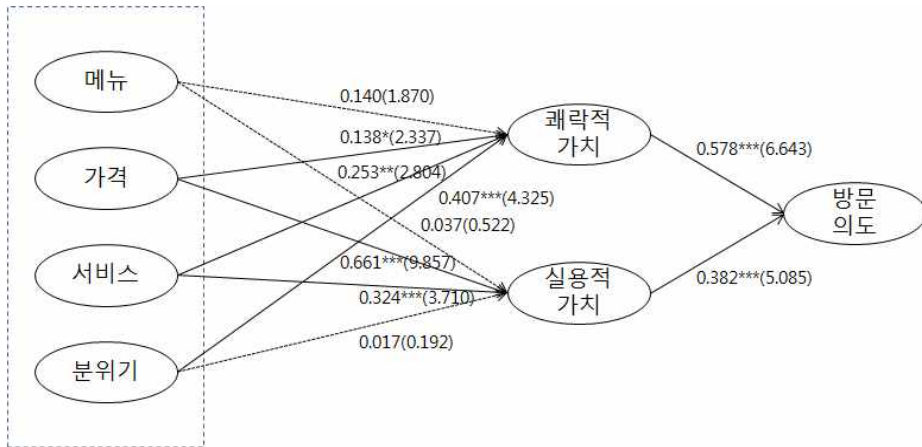 메뉴
가격
서비스
분위기
0.140(1.870)
0.138*(2.337)
0.253**(2.804)
0.407***(4.325)
0.037(0.522)
0.661***(9.857)
0.324***(3.710)
0.017(0.192)
쾌락적
가치
실용적
가치
0.578***(6.643)
0.382***(5.085)
방문
의도